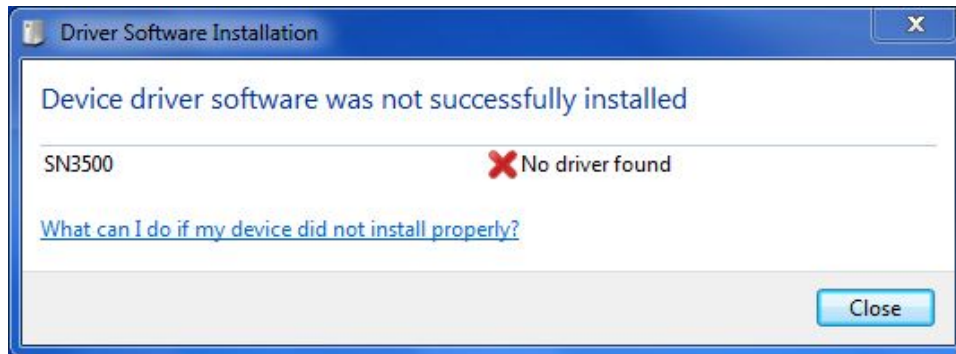 Driver Software Installation
X
Device driver software was not successfully installed
SN3500 No driver found
What can I do if my device did not install properly?
Close